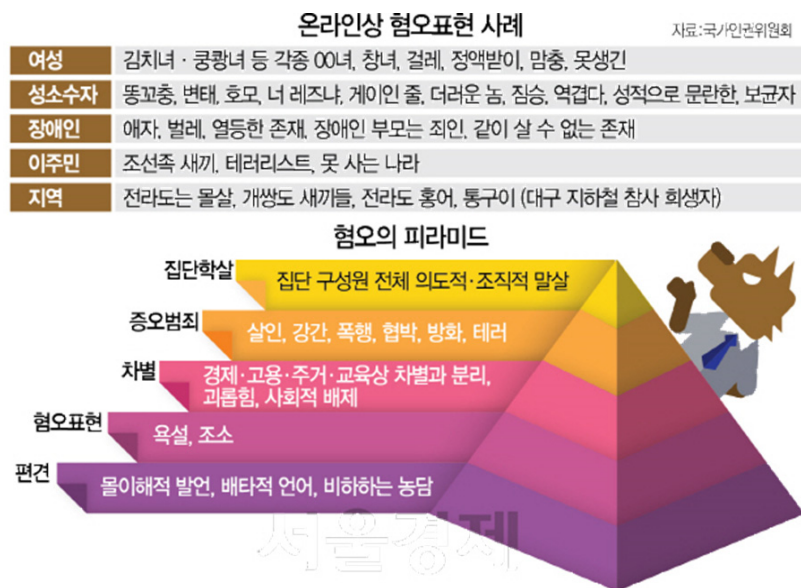 온라인상 혐오표현 사례
자료:국가인권위원회
여성 김치녀·쿵쾅녀 등 각종 00녀, 창녀, 걸레, 정액받이, 맘충, 못생긴
성소수자 똥꼬충, 변태, 호모, 너 레즈냐, 게이인 줄, 더러운 놈, 짐승, 역겹다, 성적으로 문란한, 보균자
장애인 애자, 벌레, 열등한 존재, 장애인 부모는 죄인, 같이 살 수 없는 존재
이주민 조선족 새끼, 테러리스트, 못 사는 나라
지역 전라도는 몰살, 개쌍도 새끼들, 전라도 홍어, 통구이 (대구 지하철 참사 희생자)
혐오의 피라미드
집단학살 집단 구성원 전체 의도적·조직적 말살
증오범죄 살인, 강간, 폭행, 협박, 방화, 테러
차별 경제·고용·주거·교육상 차별과 분리,
괴롭힘, 사회적 배제
혐오표현 욕설, 조소
편견 몰이해적 발언, 배타적 언어, 비하하는 농담
서울경제